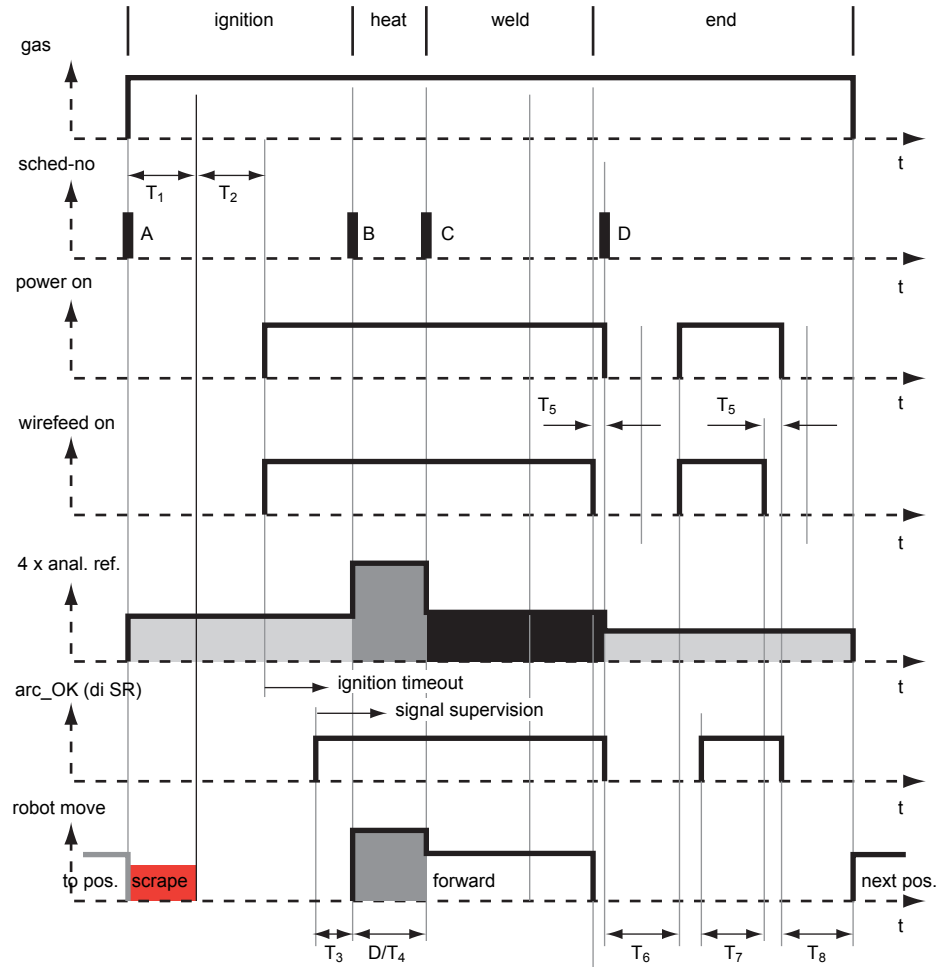 ignition heat weld end
gas
t
sched-no
T1 T2
A B C D
t
power on
t
T5 T5
wirefeed on
t
4 x anal. ref.
t
ignition timeout
arc_OK (di SR)
signal supervision
t
robot move
to pos. scrape forward next pos.
t
T3 D/T4 T6 T7 T8